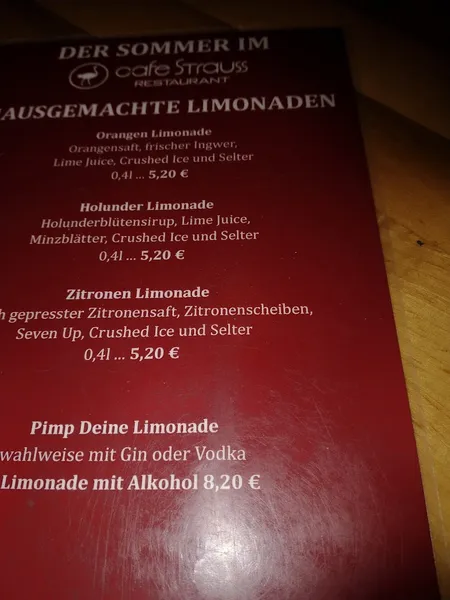 DER SOMMER IM
cafe Strauss
RESTAURANT
AUSGEMACHTE LIMONADEN
Orangen Limonade
Orangensaft, frischer Ingwer,
Lime Juice, Crushed Ice und Selter
0,4l ... 5,20 €
Holunder Limonade
Holunderblütensirup, Lime Juice,
Minzblätter, Crushed Ice und Selter
0,4l ... 5,20 €
Zitronen Limonade
h gepresster Zitronensaft, Zitronenscheiben,
Seven Up, Crushed Ice und Selter
0,4l ... 5,20 €
Pimp Deine Limonade
wahlweise mit Gin oder Vodka
Limonade mit Alkohol 8,20 €